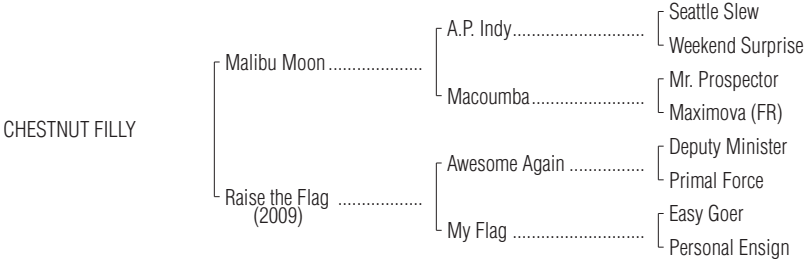 Seattle Slew
A.P. Indy............................
Weekend Surprise
Malibu Moon ....................
Mr. Prospector
Macoumba........................
Maximova (FR)
CHESTNUT FILLY
Deputy Minister
Awesome Again ................
Primal Force
Raise the Flag ..................
(2009)
Easy Goer
My Flag ............................
Personal Ensign